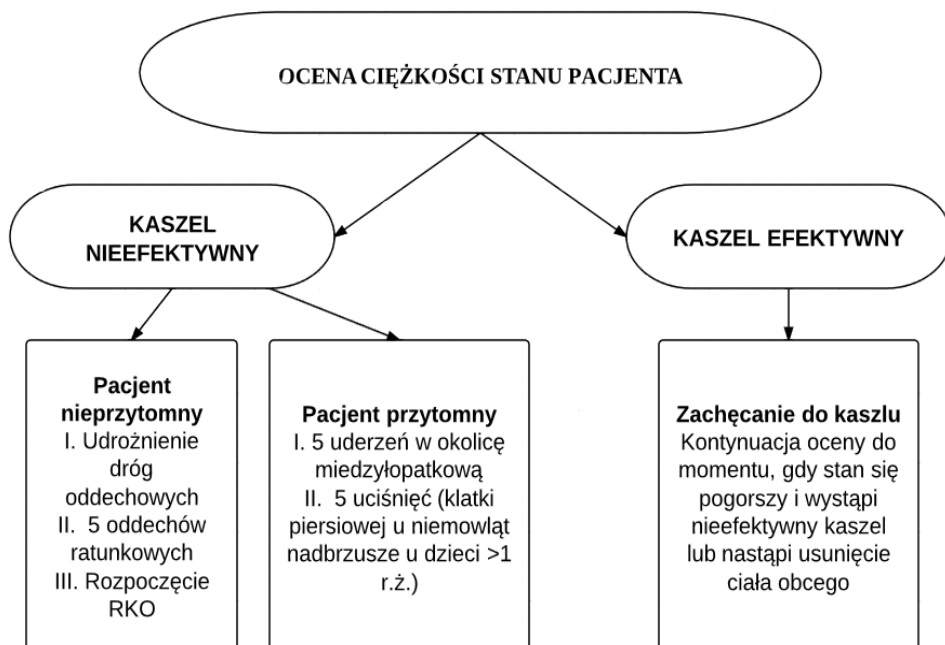 OCENA CIĘŻKOŚCI STANU PACJENTA
KASZEL
NIEEFEKTYWNY
KASZEL EFEKTYWNY
Pacjent
nieprzytomny
I. Udrożnienie
dróg
oddechowych
II. 5 oddechów
ratunkowych
III. Rozpoczęcie
RKO
Pacjent przytomny
I. 5 uderzeń w okolicę
miedzyłopatkową
II. 5 uciśnięć (klatki
piersiowej u niemowląt
nadbrzusze u dzieci >1
r.ż.)
Zachęcanie do kaszlu
Kontynuacja oceny do
momentu, gdy stan się
pogorszy i wystąpi
nieefektywny kaszel
lub nastąpi usunięcie
ciała obcego